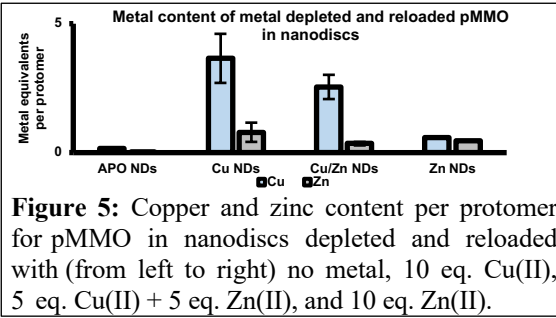 Metal content of metal depleted and reloaded pMMO
in nanodiscs
5
Metal equivalents
per protomer
0
APO NDs Cu NDs Cu/Zn NDs Zn NDs
Cu Zn
Figure 5: Copper and zinc content per protomer
for pMMO in nanodiscs depleted and reloaded
with (from left to right) no metal, 10 eq. Cu(II),
5 eq. Cu(II) + 5 eq. Zn(II), and 10 eq. Zn(II).